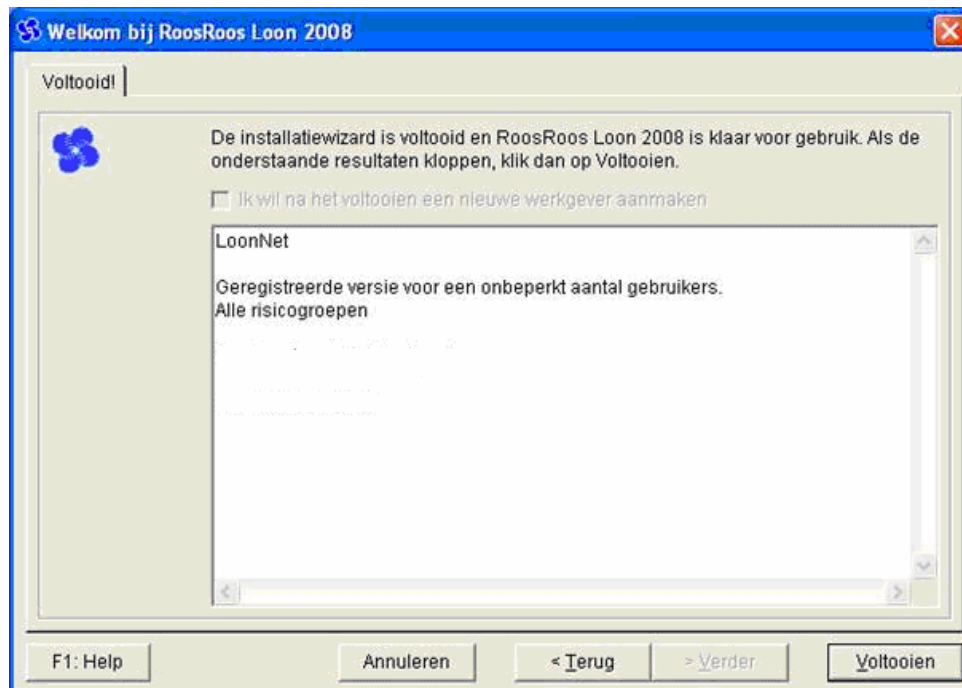 Welkom bij RoosRoos Loon 2008
Voltooid!
De installatiewizard is voltooid en RoosRoos Loon 2008 is klaar voor gebruik. Als de
onderstaande resultaten kloppen, klik dan op Voltooien.
Ik wil na het voltooien een nieuwe werkgever aanmaken
LoonNet
Geregistreerde versie voor een onbeperkt aantal gebruikers.
Alle risicogroepen
F1: Help
Annuleren
< Terug
> Verder
Voltooien